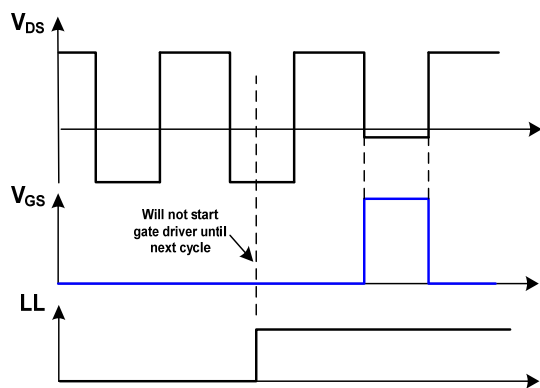 VDS
VGS
Will not start
gate driver until
next cycle
LL